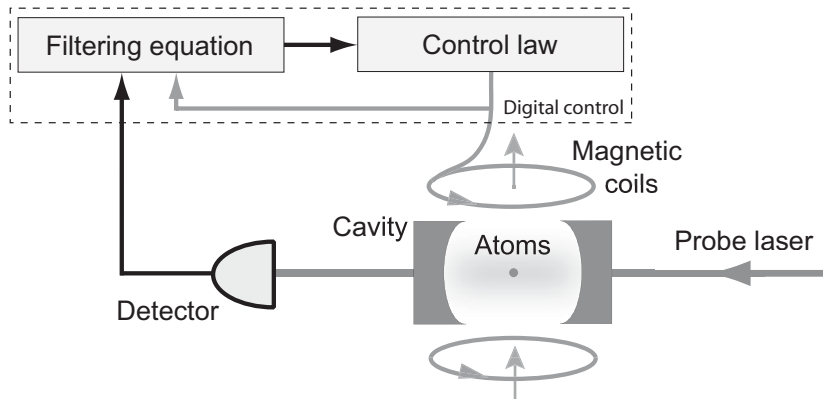 Filtering equation
Control law
Digital control
Magnetic
coils
Cavity
Atoms
Probe laser
Detector